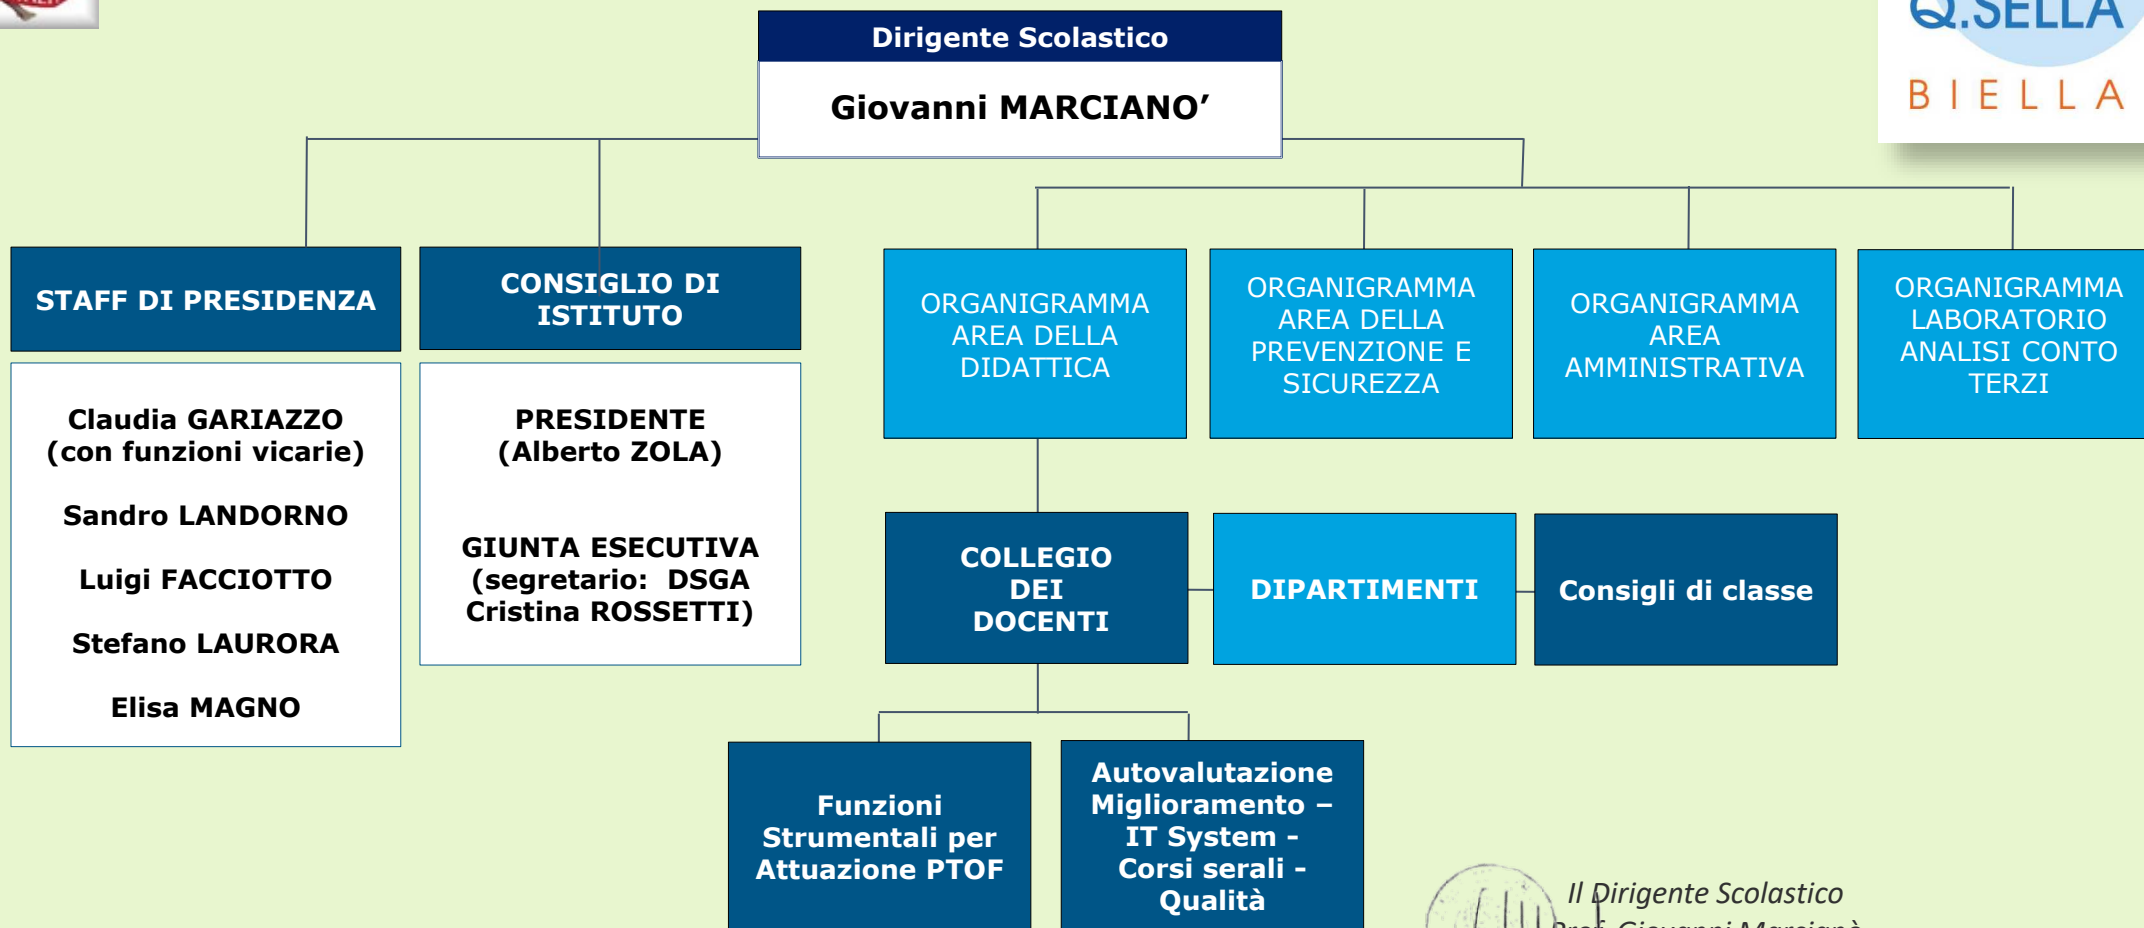 Q.SELLA
BIELLA
Dirigente Scolastico
Giovanni MARCIANO’
STAFF DI PRESIDENZA
Claudia GARIAZZO
(con funzioni vicarie)
Sandro LANDORNO
Luigi FACCIOTTO
Stefano LAURORA
Elisa MAGNO
CONSIGLIO DI
ISTITUTO
PRESIDENTE
(Alberto ZOLA)
GIUNTA ESECUTIVA
(segretario: DSGA
Cristina ROSSETTI)
ORGANIGRAMMA
AREA DELLA
DIDATTICA
ORGANIGRAMMA
AREA DELLA
PREVENZIONE E
SICUREZZA
ORGANIGRAMMA
AREA
AMMINISTRATIVA
ORGANIGRAMMA
LABORATORIO
ANALISI CONTO
TERZI
COLLEGIO
DEI
DOCENTI
DIPARTIMENTI
Consigli di classe
Funzioni
Strumentali per
Attuazione PTOF
Autovalutazione
Miglioramento –
IT System -
Corsi serali -
Qualità
Il Dirigente Scolastico
Prof. Giovanni Marcianò